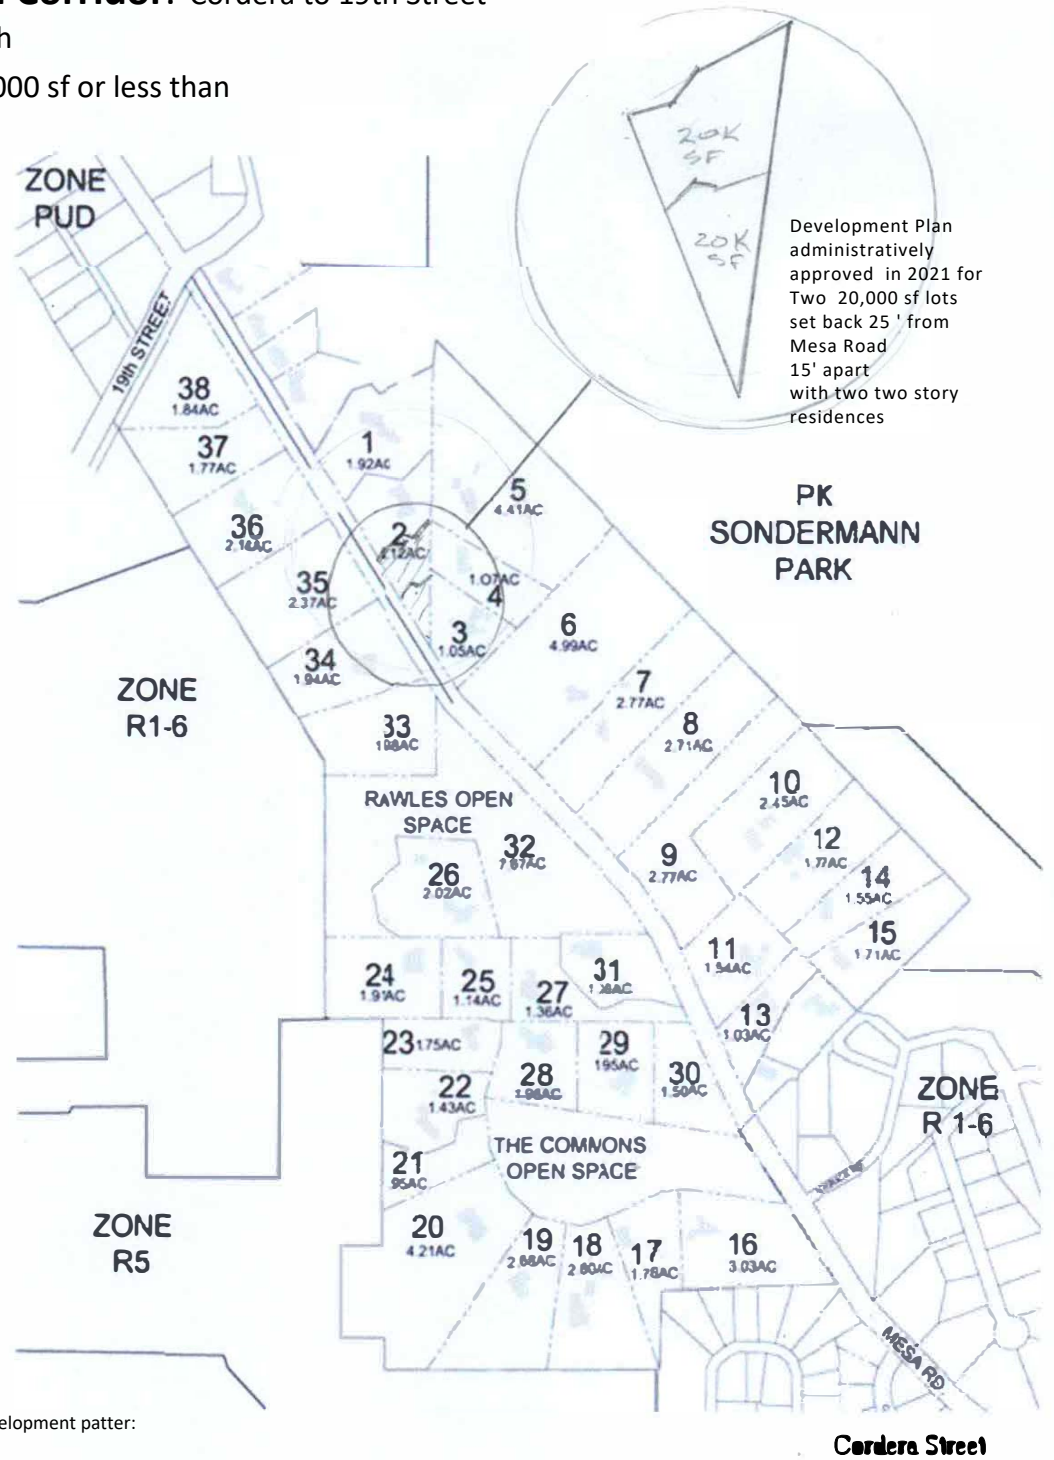 Corridor: Cordera to 19th Street
000 sf or less than
20K
SF
20K
SF
Development Plan
administratively
approved in 2021 for
Two 20,000 sf lots
set back 25 ' from
Mesa Road
15' apart
with two two story
residences
ZONE
PUD
19th STREET
38
1.84AC
37
1.77AC
1
1.92AC
36
2.14AC
2
5
4.41AC
35
2.37AC
1.07AC
4
3
1.05AC
34
1.94AC
6
4.99AC
PK
SONDERMANN
PARK
ZONE
R1-6
33
7
2.77AC
8
2.71AC
RAWLES OPEN
SPACE
10
2.45AC
32
26
2.02AC
9
2.77AC
12
1.77AC
14
1.55AC
15
1.71AC
24
1.91AC
25
1.14AC
27
1.36AC
31
11
13
1.03AC
23 1.75AC
22
1.43AC
28
29
30
1.50AC
ZONE
R 1-6
THE COMMONS
OPEN SPACE
21
.95AC
20
4.21AC
19
18
17
1.78AC
16
3.03AC
ZONE
R5
MESA RD
elopment patter:
Cordera Street